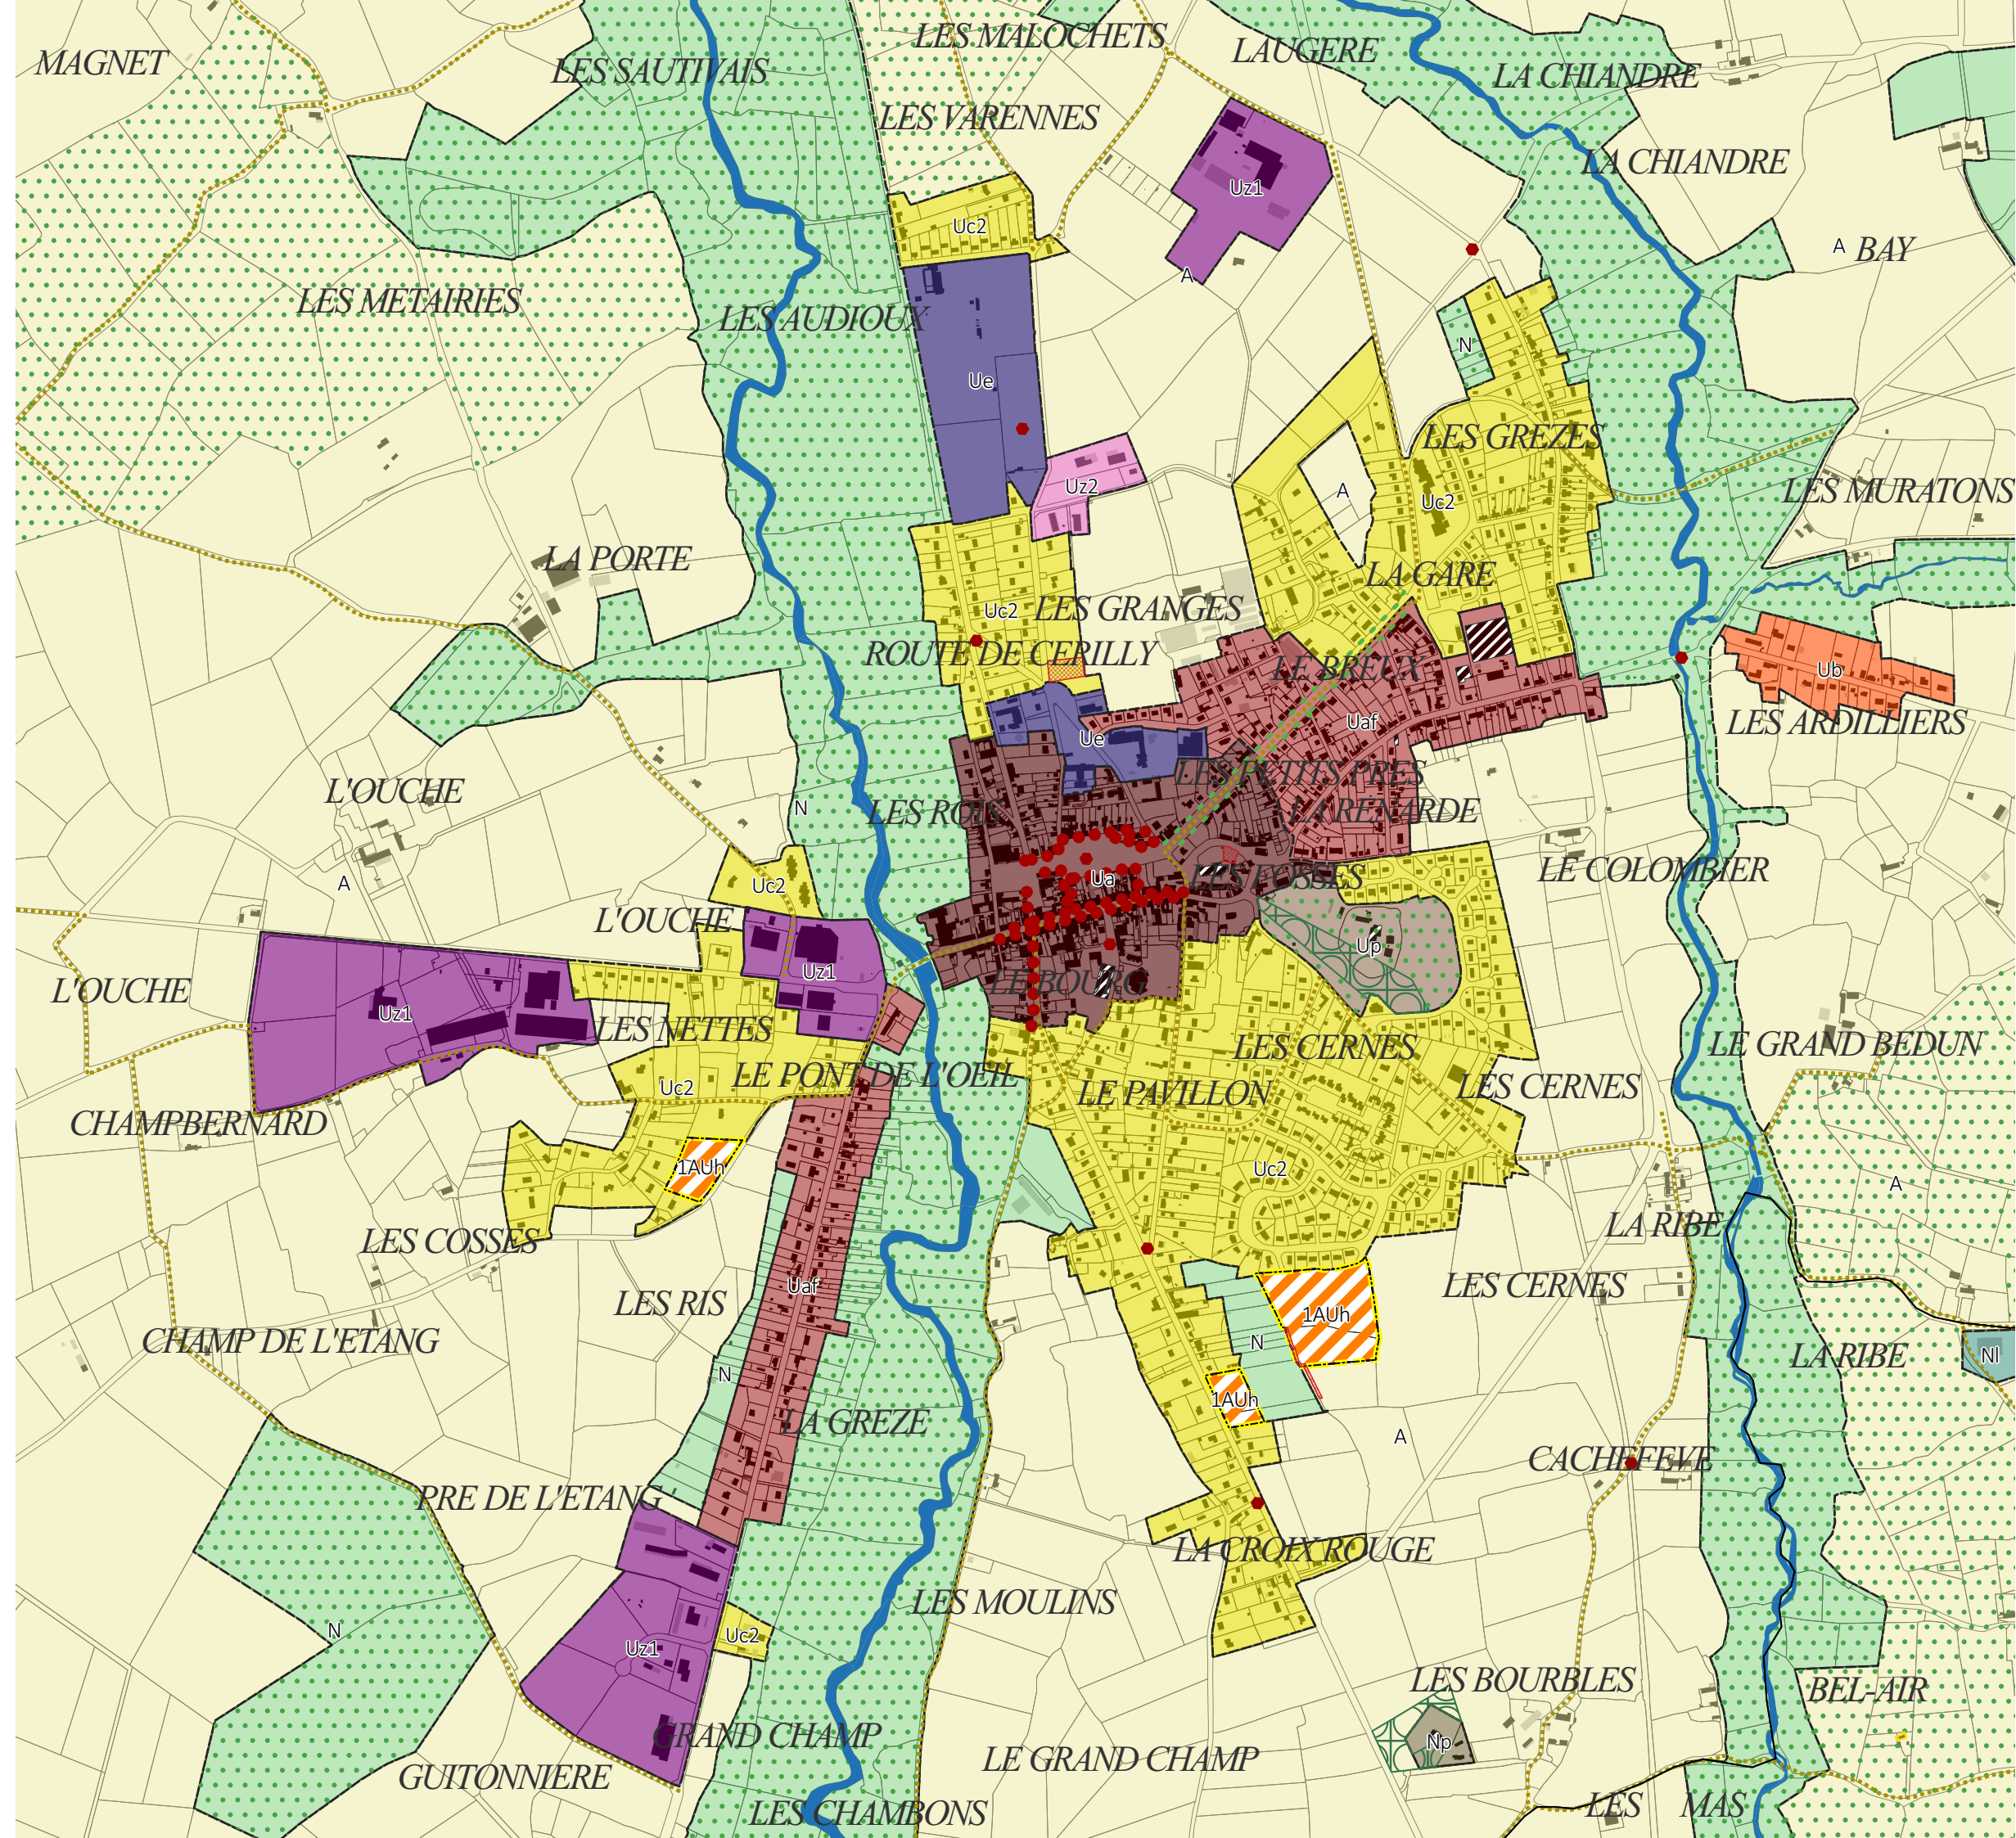 LES MALOCHETS
LAUGERE
MAGNET
LES SAUTIVAIS
LA CHIANDRE
LES VARENNES
LA CHIANDRE
Uz1
Uc2
A
BAY
A
LES METAIRIES
LES AUDIOUX
N
Ue
LES GREZES
Uz2
A
Uc2
LES MURATONS
LA PORTE
LA GARE
Uc2
LES GRANGES
ROUTE DE CERILLY
LE BREUX
Ub
Uaf
LES ARDILLIERS
Ue
LES PETITS PRES
L'OUCHE
N
LES ROIS
LA RENARDE
LE COLOMBIER
A
Uc2
Ua
LES FOSSES
L'OUCHE
Up
Uz1
LE BOURG
L'OUCHE
Uz1
LES NETTES
LES CERNES
LE GRAND BEDUN
LE PONT DE L'OEIL
Uc2
LE PAVILLON
LES CERNES
CHAMPBERNARD
1AUh
Uc2
A
LES COSSES
LA RIBE
Uaf
LES CERNES
LES RIS
1AUh
CHAMP DE L'ETANG
N
LA RIBE
Nl
N
1AUh
LA GREZE
A
CACHEFEVE
PRE DE L'ETANG
LA CROIX ROUGE
LES MOULINS
N
Uc2
Uz1
LES BOURBLES
BEL-AIR
GRAND CHAMP
Np
LE GRAND CHAMP
GUITONNIERE
LES CHAMBONS
LES MAS